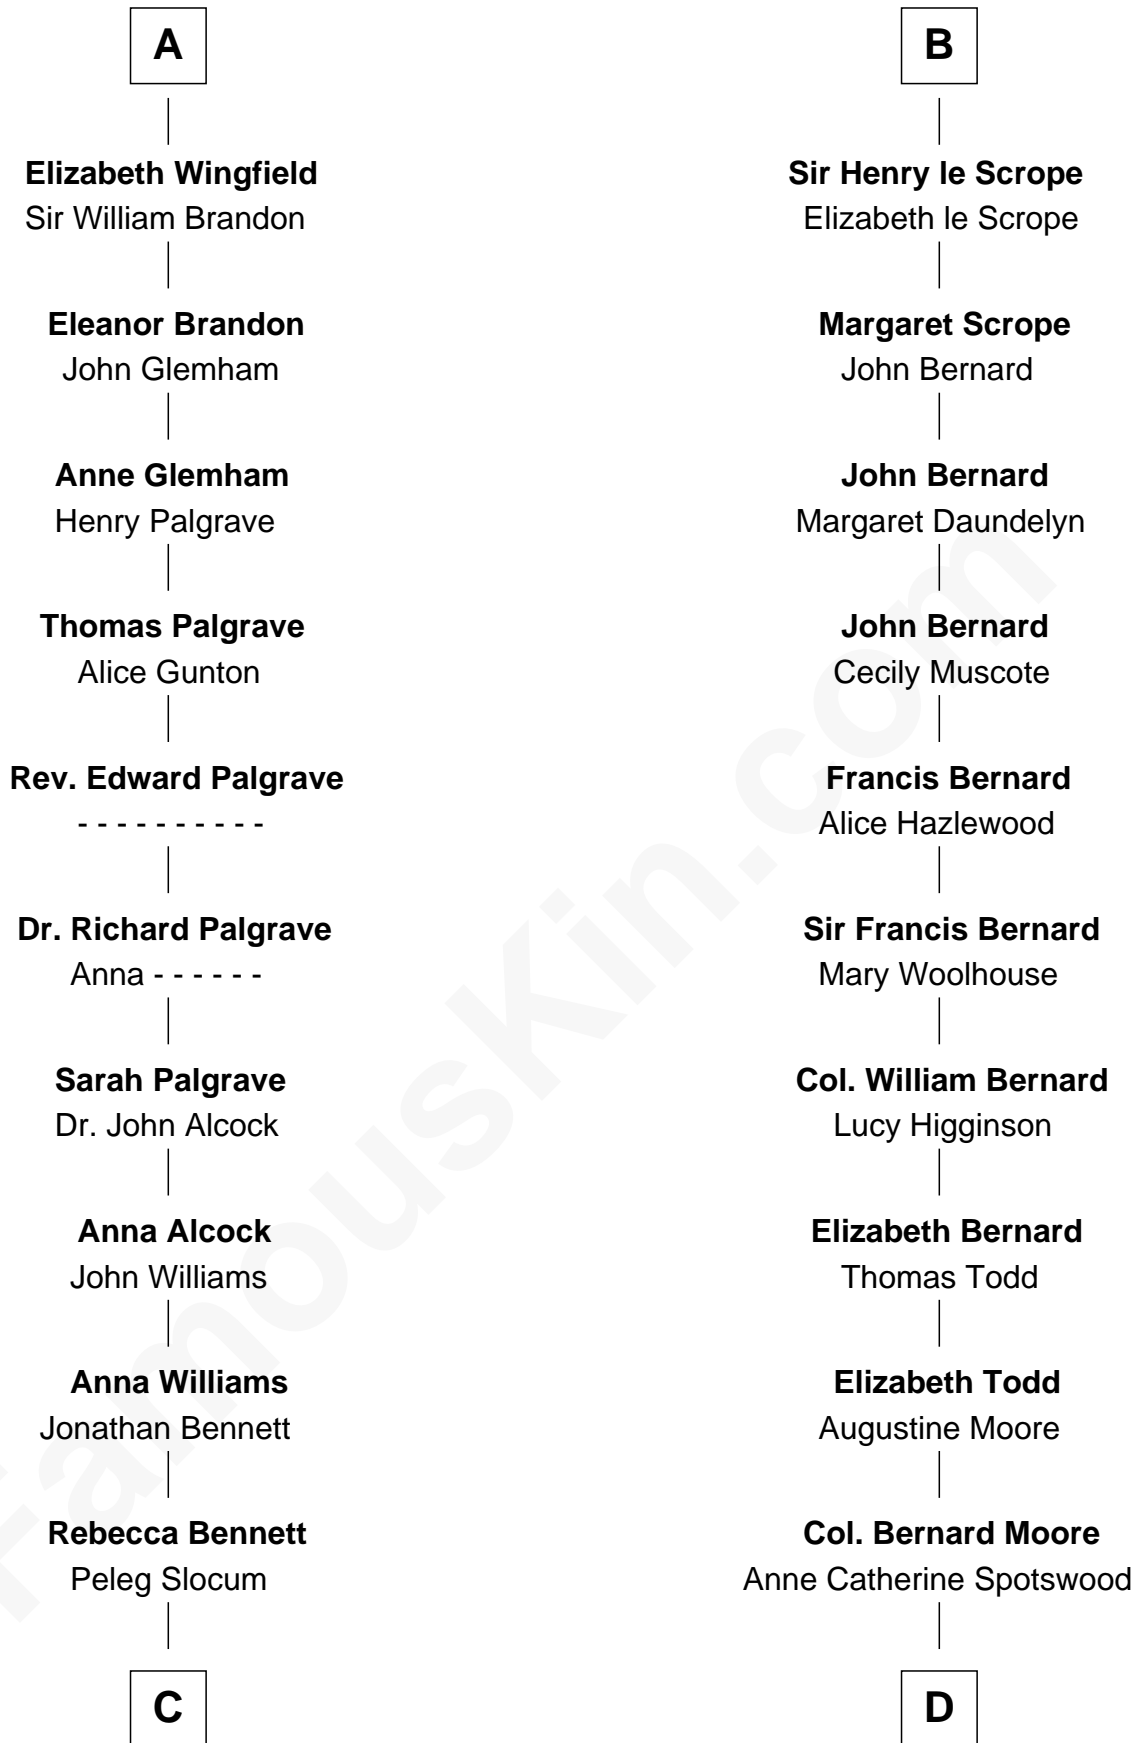 A
Elizabeth Wingfield
Sir William Brandon
Eleanor Brandon
John Glemham
Anne Glemham
Henry Palgrave
Thomas Palgrave
Alice Gunton
Rev. Edward Palgrave
- - - - - - - - - -
Dr. Richard Palgrave
Anna - - - - - -
Sarah Palgrave
Dr. John Alcock
Anna Alcock
John Williams
Anna Williams
Jonathan Bennett
Rebecca Bennett
Peleg Slocum
C
B
Sir Henry le Scrope
Elizabeth le Scrope
Margaret Scrope
John Bernard
John Bernard
Margaret Daundelyn
John Bernard
Cecily Muscote
Francis Bernard
Alice Hazlewood
Sir Francis Bernard
Mary Woolhouse
Col. William Bernard
Lucy Higginson
Elizabeth Bernard
Thomas Todd
Elizabeth Todd
Augustine Moore
Col. Bernard Moore
Anne Catherine Spotswood
D
FamousKin.com